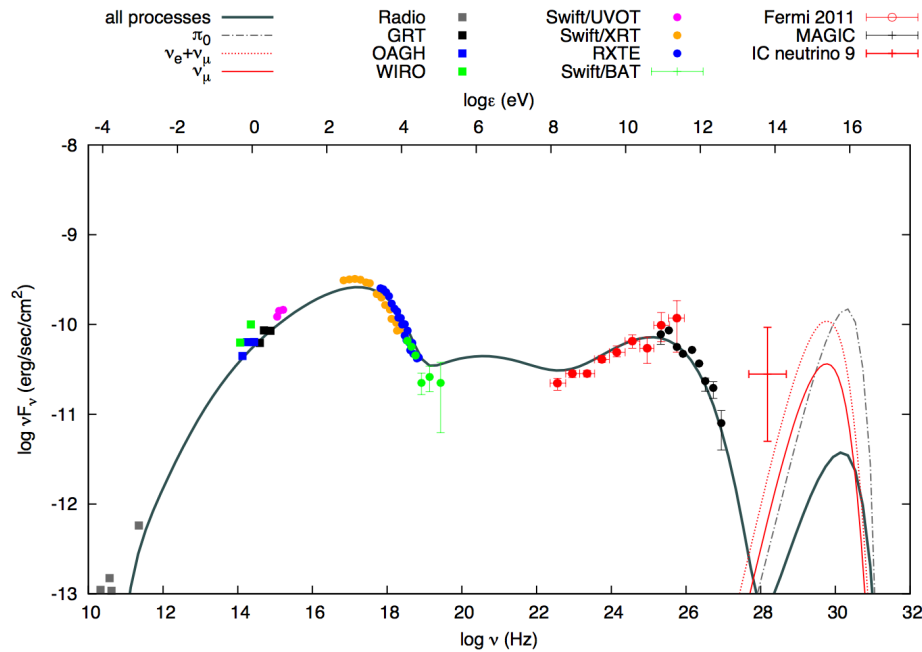 all processes
π0
νe+νμ
νμ
Radio
GRT
OAGH
WIRO
Swift/UVOT
Swift/XRT
RXTE
Swift/BAT
Fermi 2011
MAGIC
IC neutrino 9
logε (eV)
-4 -2 0 2 4 6 8 10 12 14 16
-8
-9
-10
-11
-12
-13
log νFν (erg/sec/cm2)
10 12 14 16 18 20 22 24 26 28 30 32
log ν (Hz)